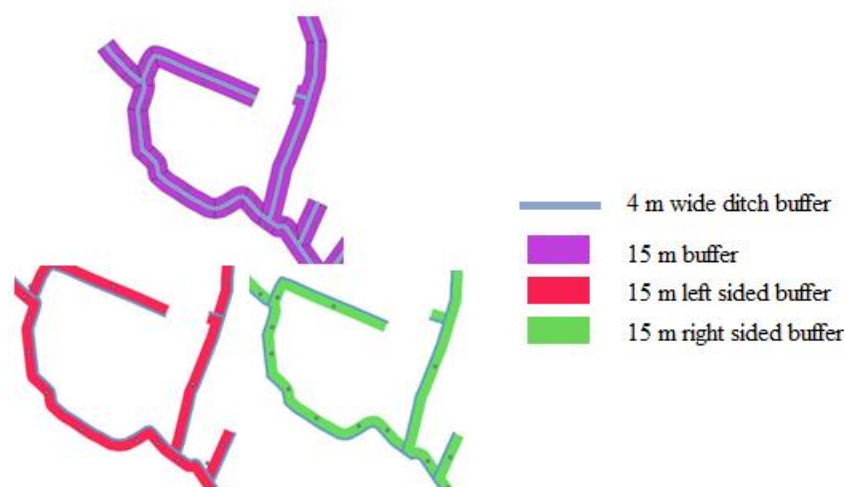 4 m wide ditch buffer
15 m buffer
15 m left sided buffer
15 m right sided buffer